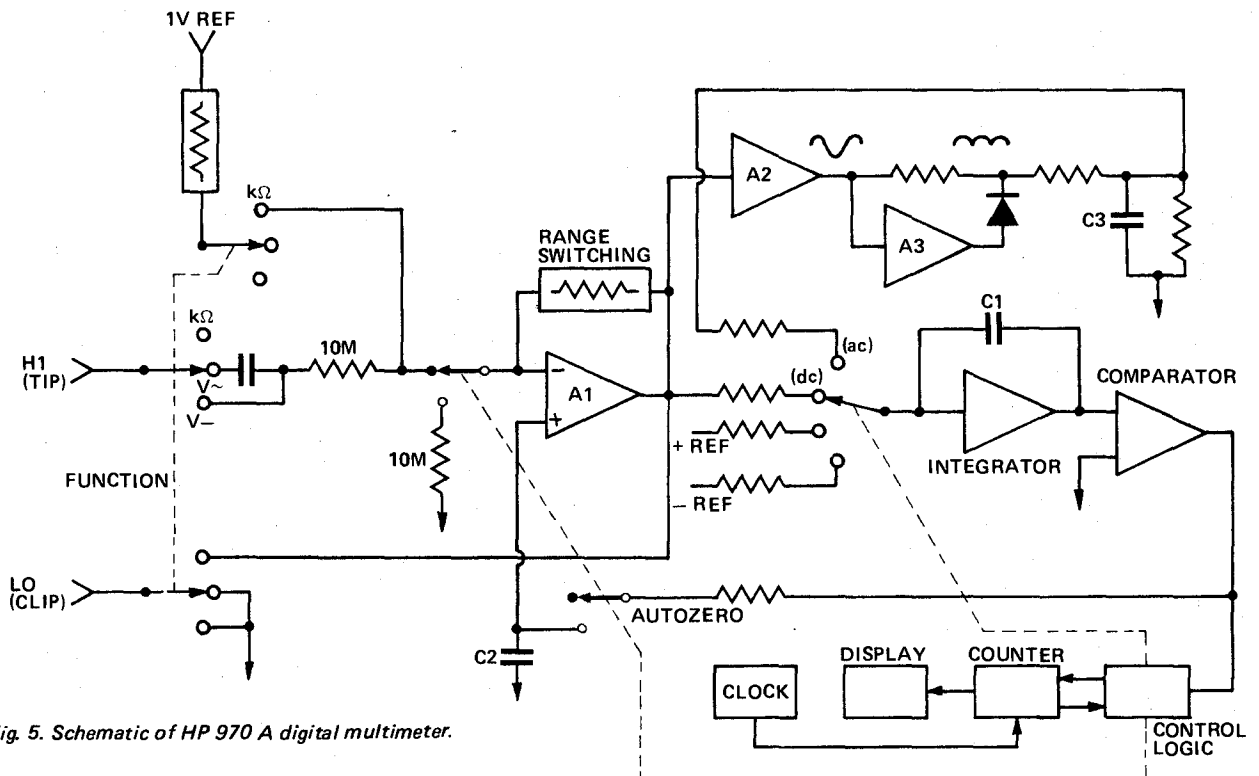 1V REF
kΩ
kΩ
H1
(TIP)
V~
V–
10M
10M
FUNCTION
LO
(CLIP)
RANGE
SWITCHING
A1
A2
A3
C3
(ac)
(dc)
+ REF
– REF
C1
INTEGRATOR
COMPARATOR
AUTOZERO
C2
CLOCK
DISPLAY
COUNTER
CONTROL
LOGIC
ig. 5. Schematic of HP 970 A digital multimeter.